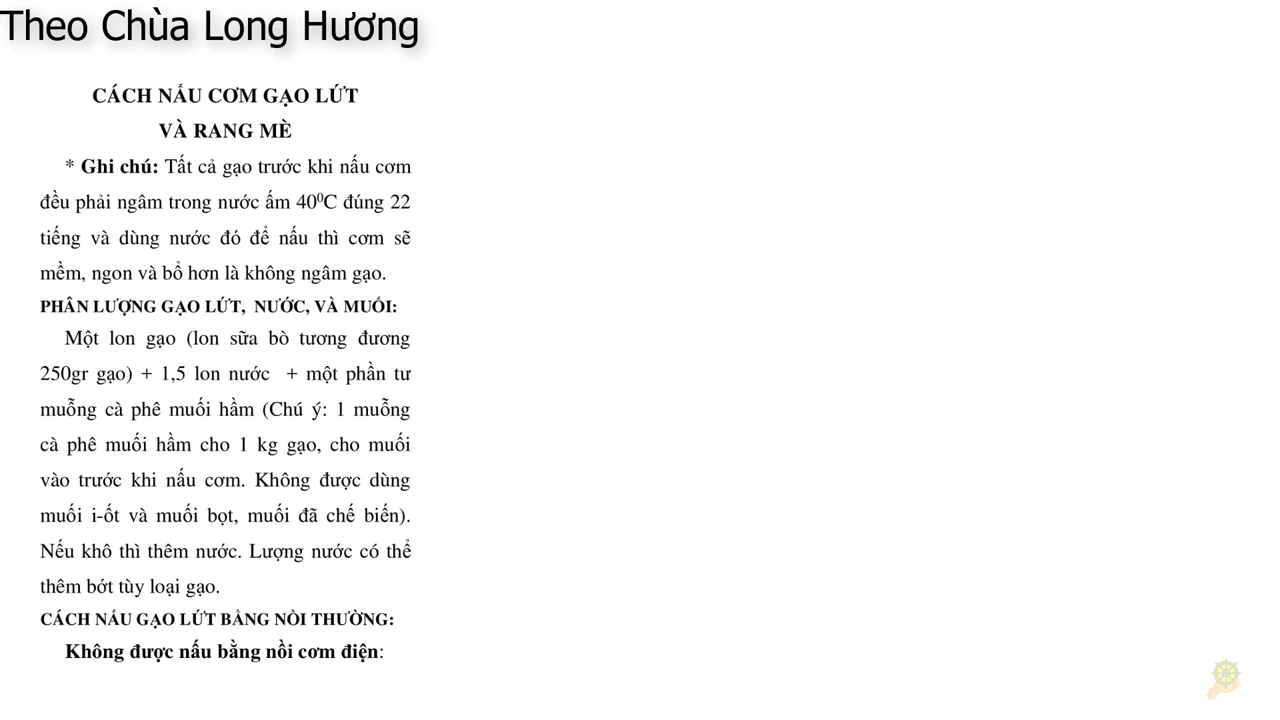 Theo Chùa Long Hương
CÁCH NẤU CƠM GẠO LỨT
VÀ RANG MÈ
* Ghi chú: Tất cả gạo trước khi nấu cơm
đều phải ngâm trong nước ấm 40⁰C đúng 22
tiếng và dùng nước đó để nấu thì cơm sẽ
mềm, ngon và bổ hơn là không ngâm gạo.
PHÂN LƯỢNG GẠO LỨT, NƯỚC, VÀ MUỐI:
Một lon gạo (lon sữa bò tương đương
250gr gạo) + 1,5 lon nước + một phần tư
muỗng cà phê muối hầm (Chú ý: 1 muỗng
cà phê muối hầm cho 1 kg gạo, cho muối
vào trước khi nấu cơm. Không được dùng
muối i-ốt và muối bọt, muối đã chế biến).
Nếu khô thì thêm nước. Lượng nước có thể
thêm bớt tùy loại gạo.
CÁCH NẤU GẠO LỨT BẰNG NỒI THƯỜNG:
Không được nấu bằng nồi cơm điện: